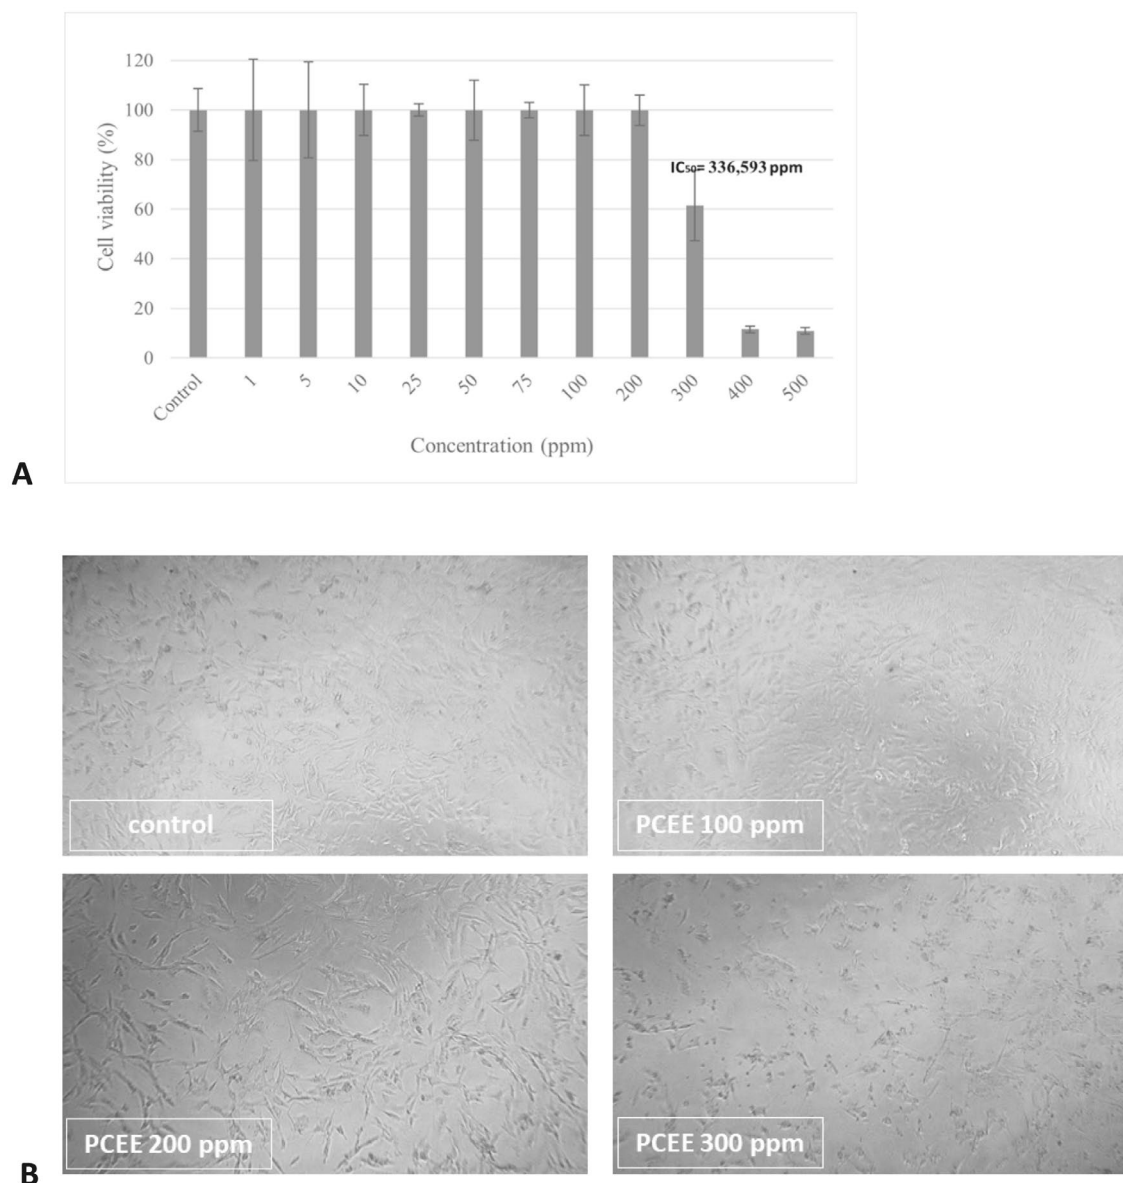 120
100
80
60
40
20
0
Cell viability (%)
IC50= 336,593 ppm
Control 1 5 10 25 50 75 100 200 300 400 500
Concentration (ppm)
A
control
PCEE 100 ppm
PCEE 200 ppm
PCEE 300 ppm
B